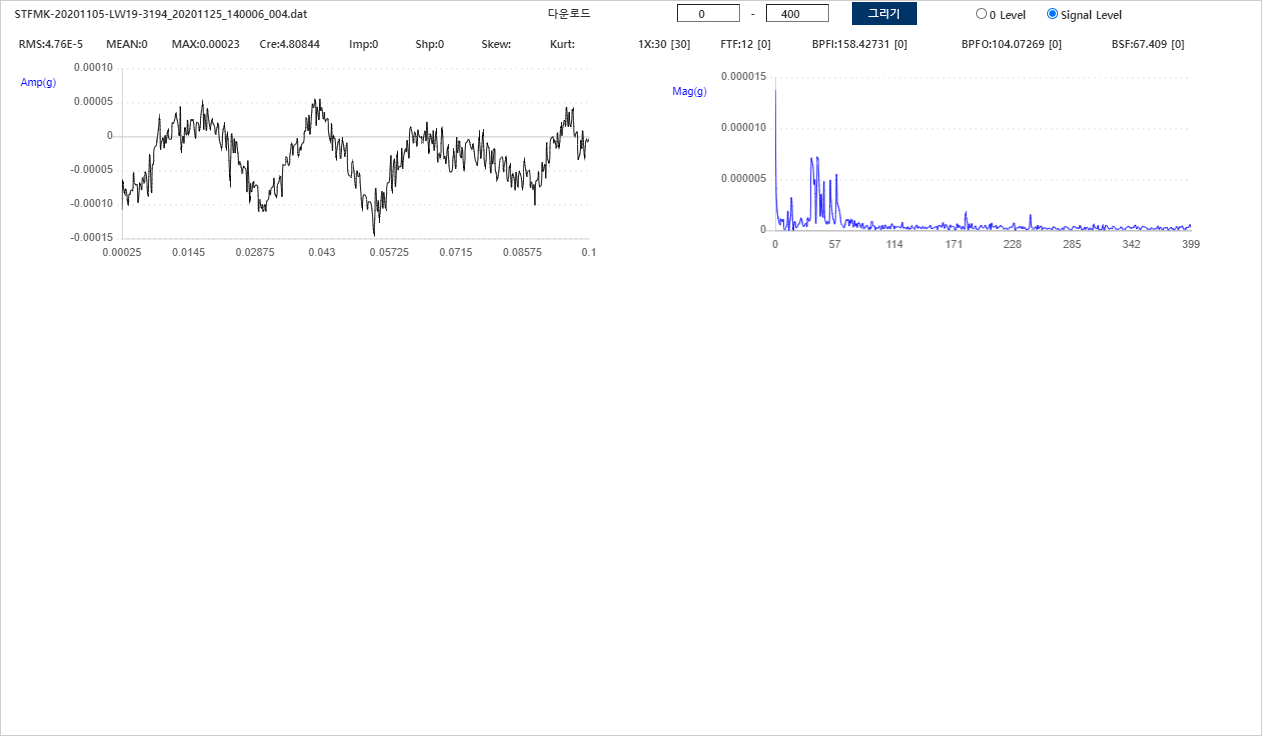 STFMK-20201105-LW19-3194_20201125_140006_004.dat 다운로드 0 - 400 그리기 0 Level Signal Level
RMS:4.76E-5 MEAN:0 MAX:0.00023 Cre:4.80844 Imp:0 Shp:0 Skew: Kurt: 1X:30 [30] FTF:12 [0] BPFI:158.42731 [0] BPFO:104.07269 [0] BSF:67.409 [0]
Amp(g)
0.00010
0.00005
0
-0.00005
-0.00010
-0.00015
0.00025 0.0145 0.02875 0.043 0.05725 0.0715 0.08575 0.1
Mag(g)
0.000015
0.000010
0.000005
0
0 57 114 171 228 285 342 399